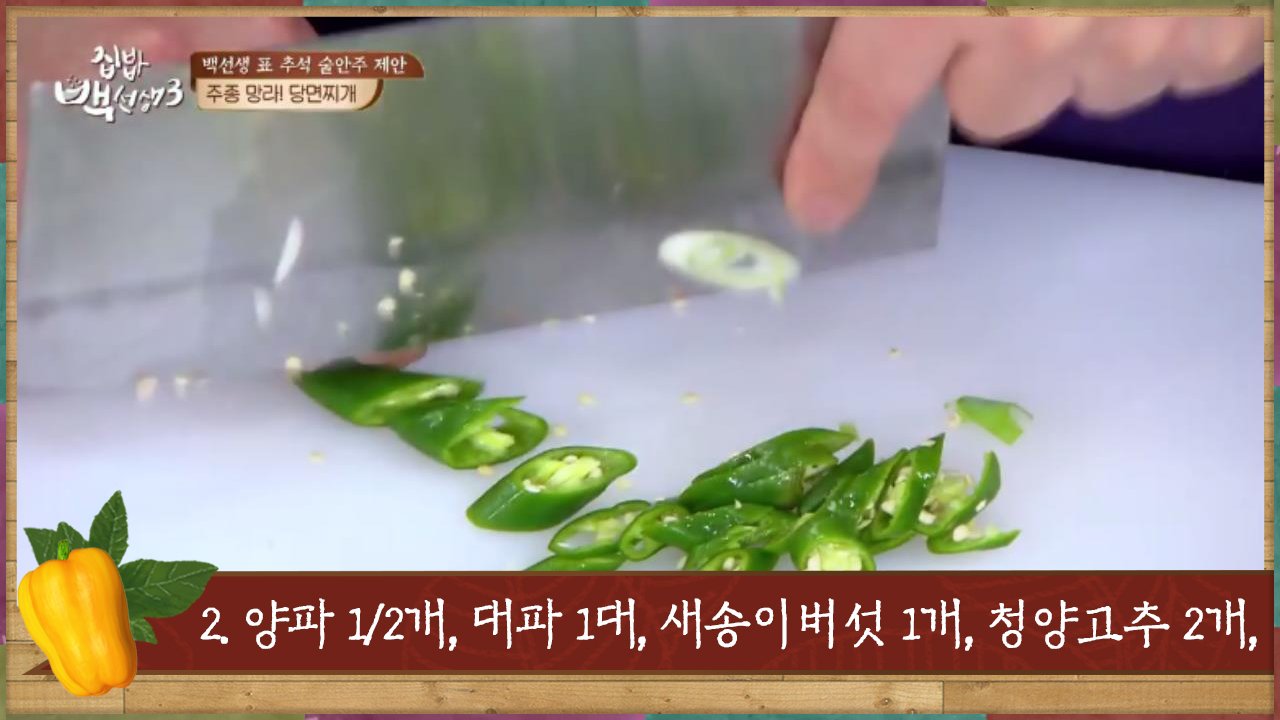 집밥
백선생3
백선생 표 추석 술안주 제안
주종 망라! 당면찌개
2. 양파 1/2개, 대파 1대, 새송이버섯 1개, 청양고추 2개,